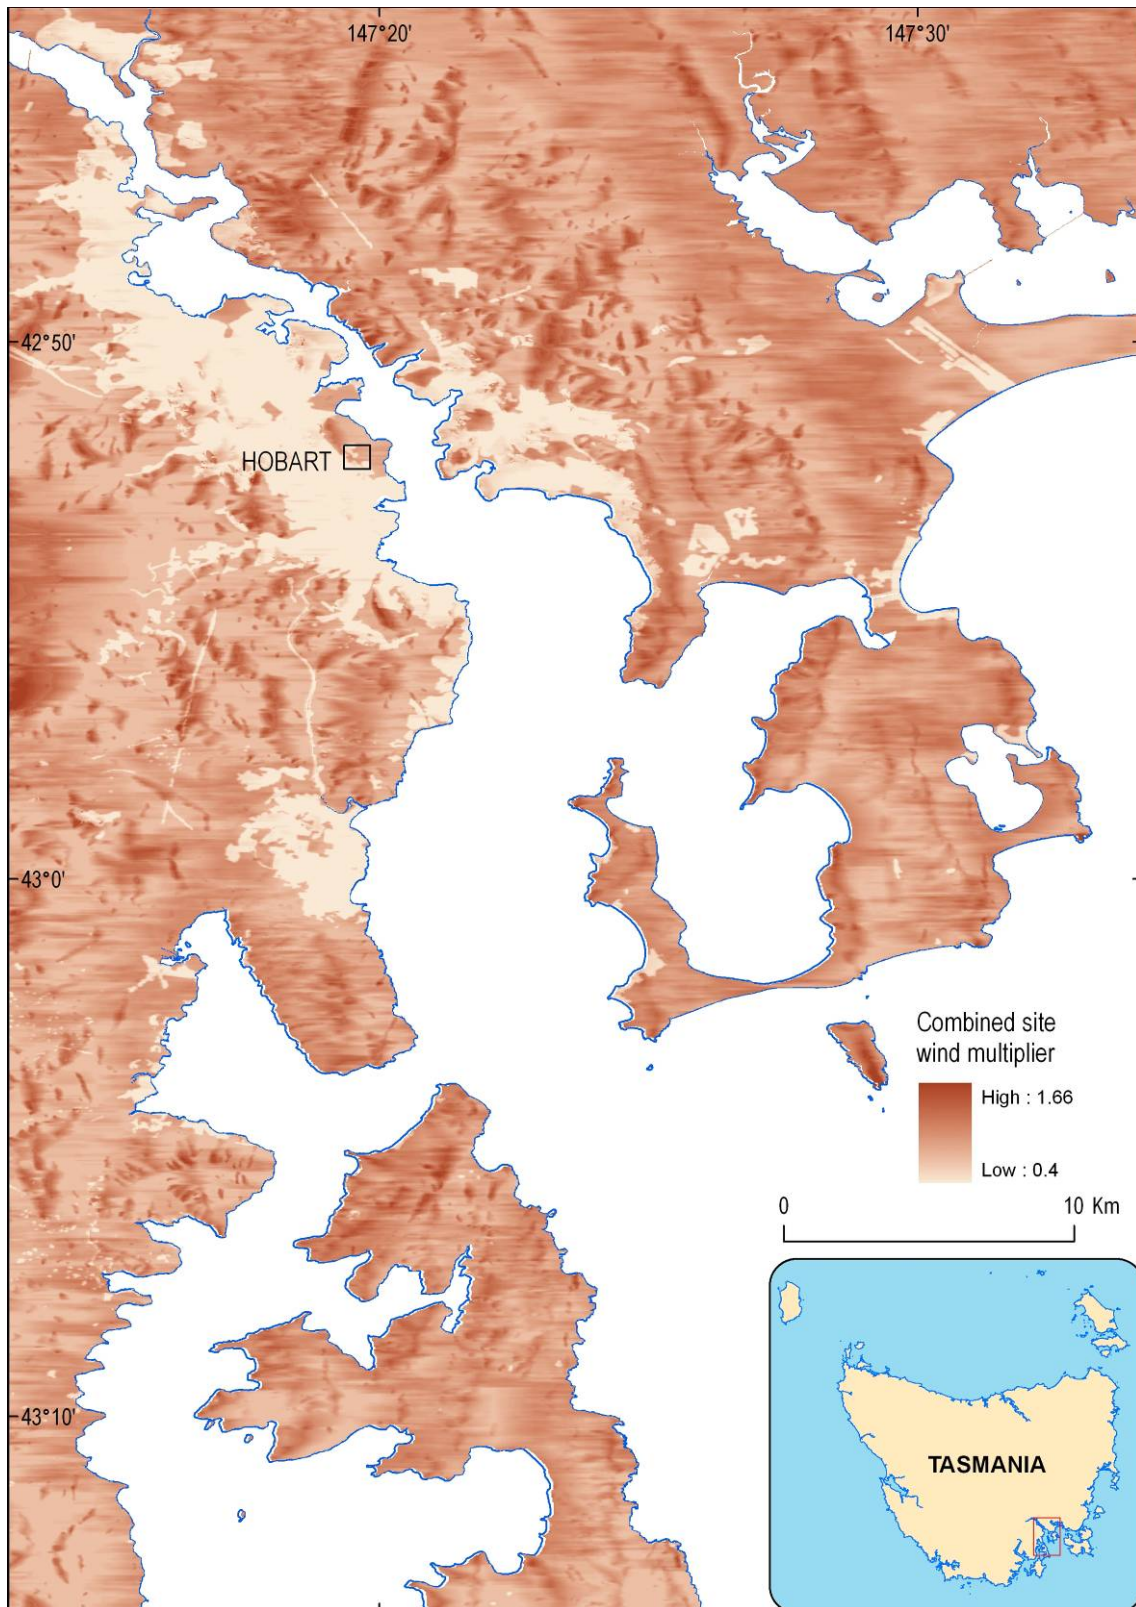 147°20'
147°30'
42°50'
HOBART
43°0'
Combined site
wind multiplier
High : 1.66
Low : 0.4
0
10 Km
43°10'
TASMANIA